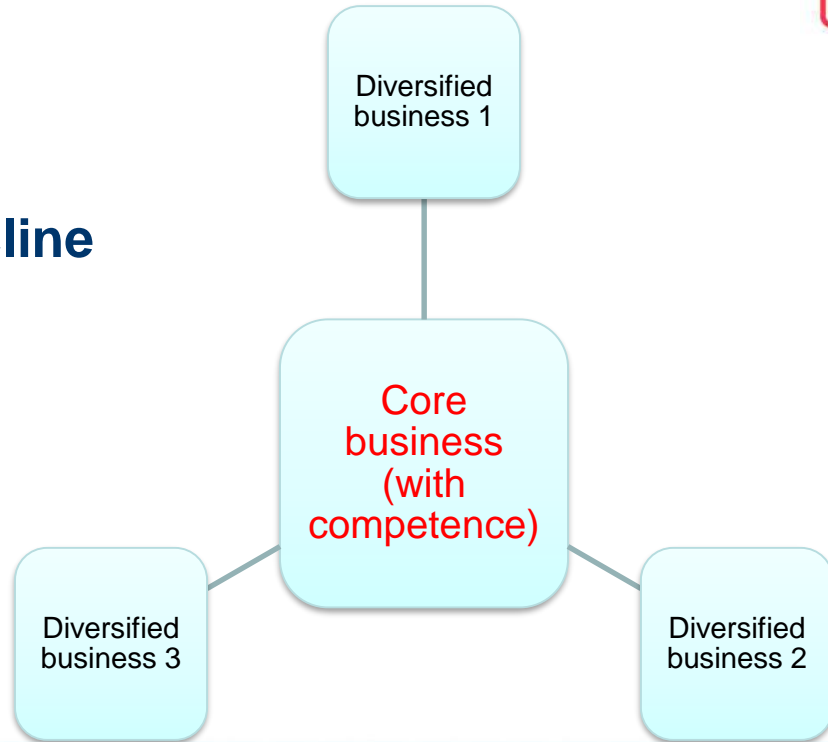 Diversified
business 1
line
Core
business
(with
competence)
Diversified
business 3
Diversified
business 2